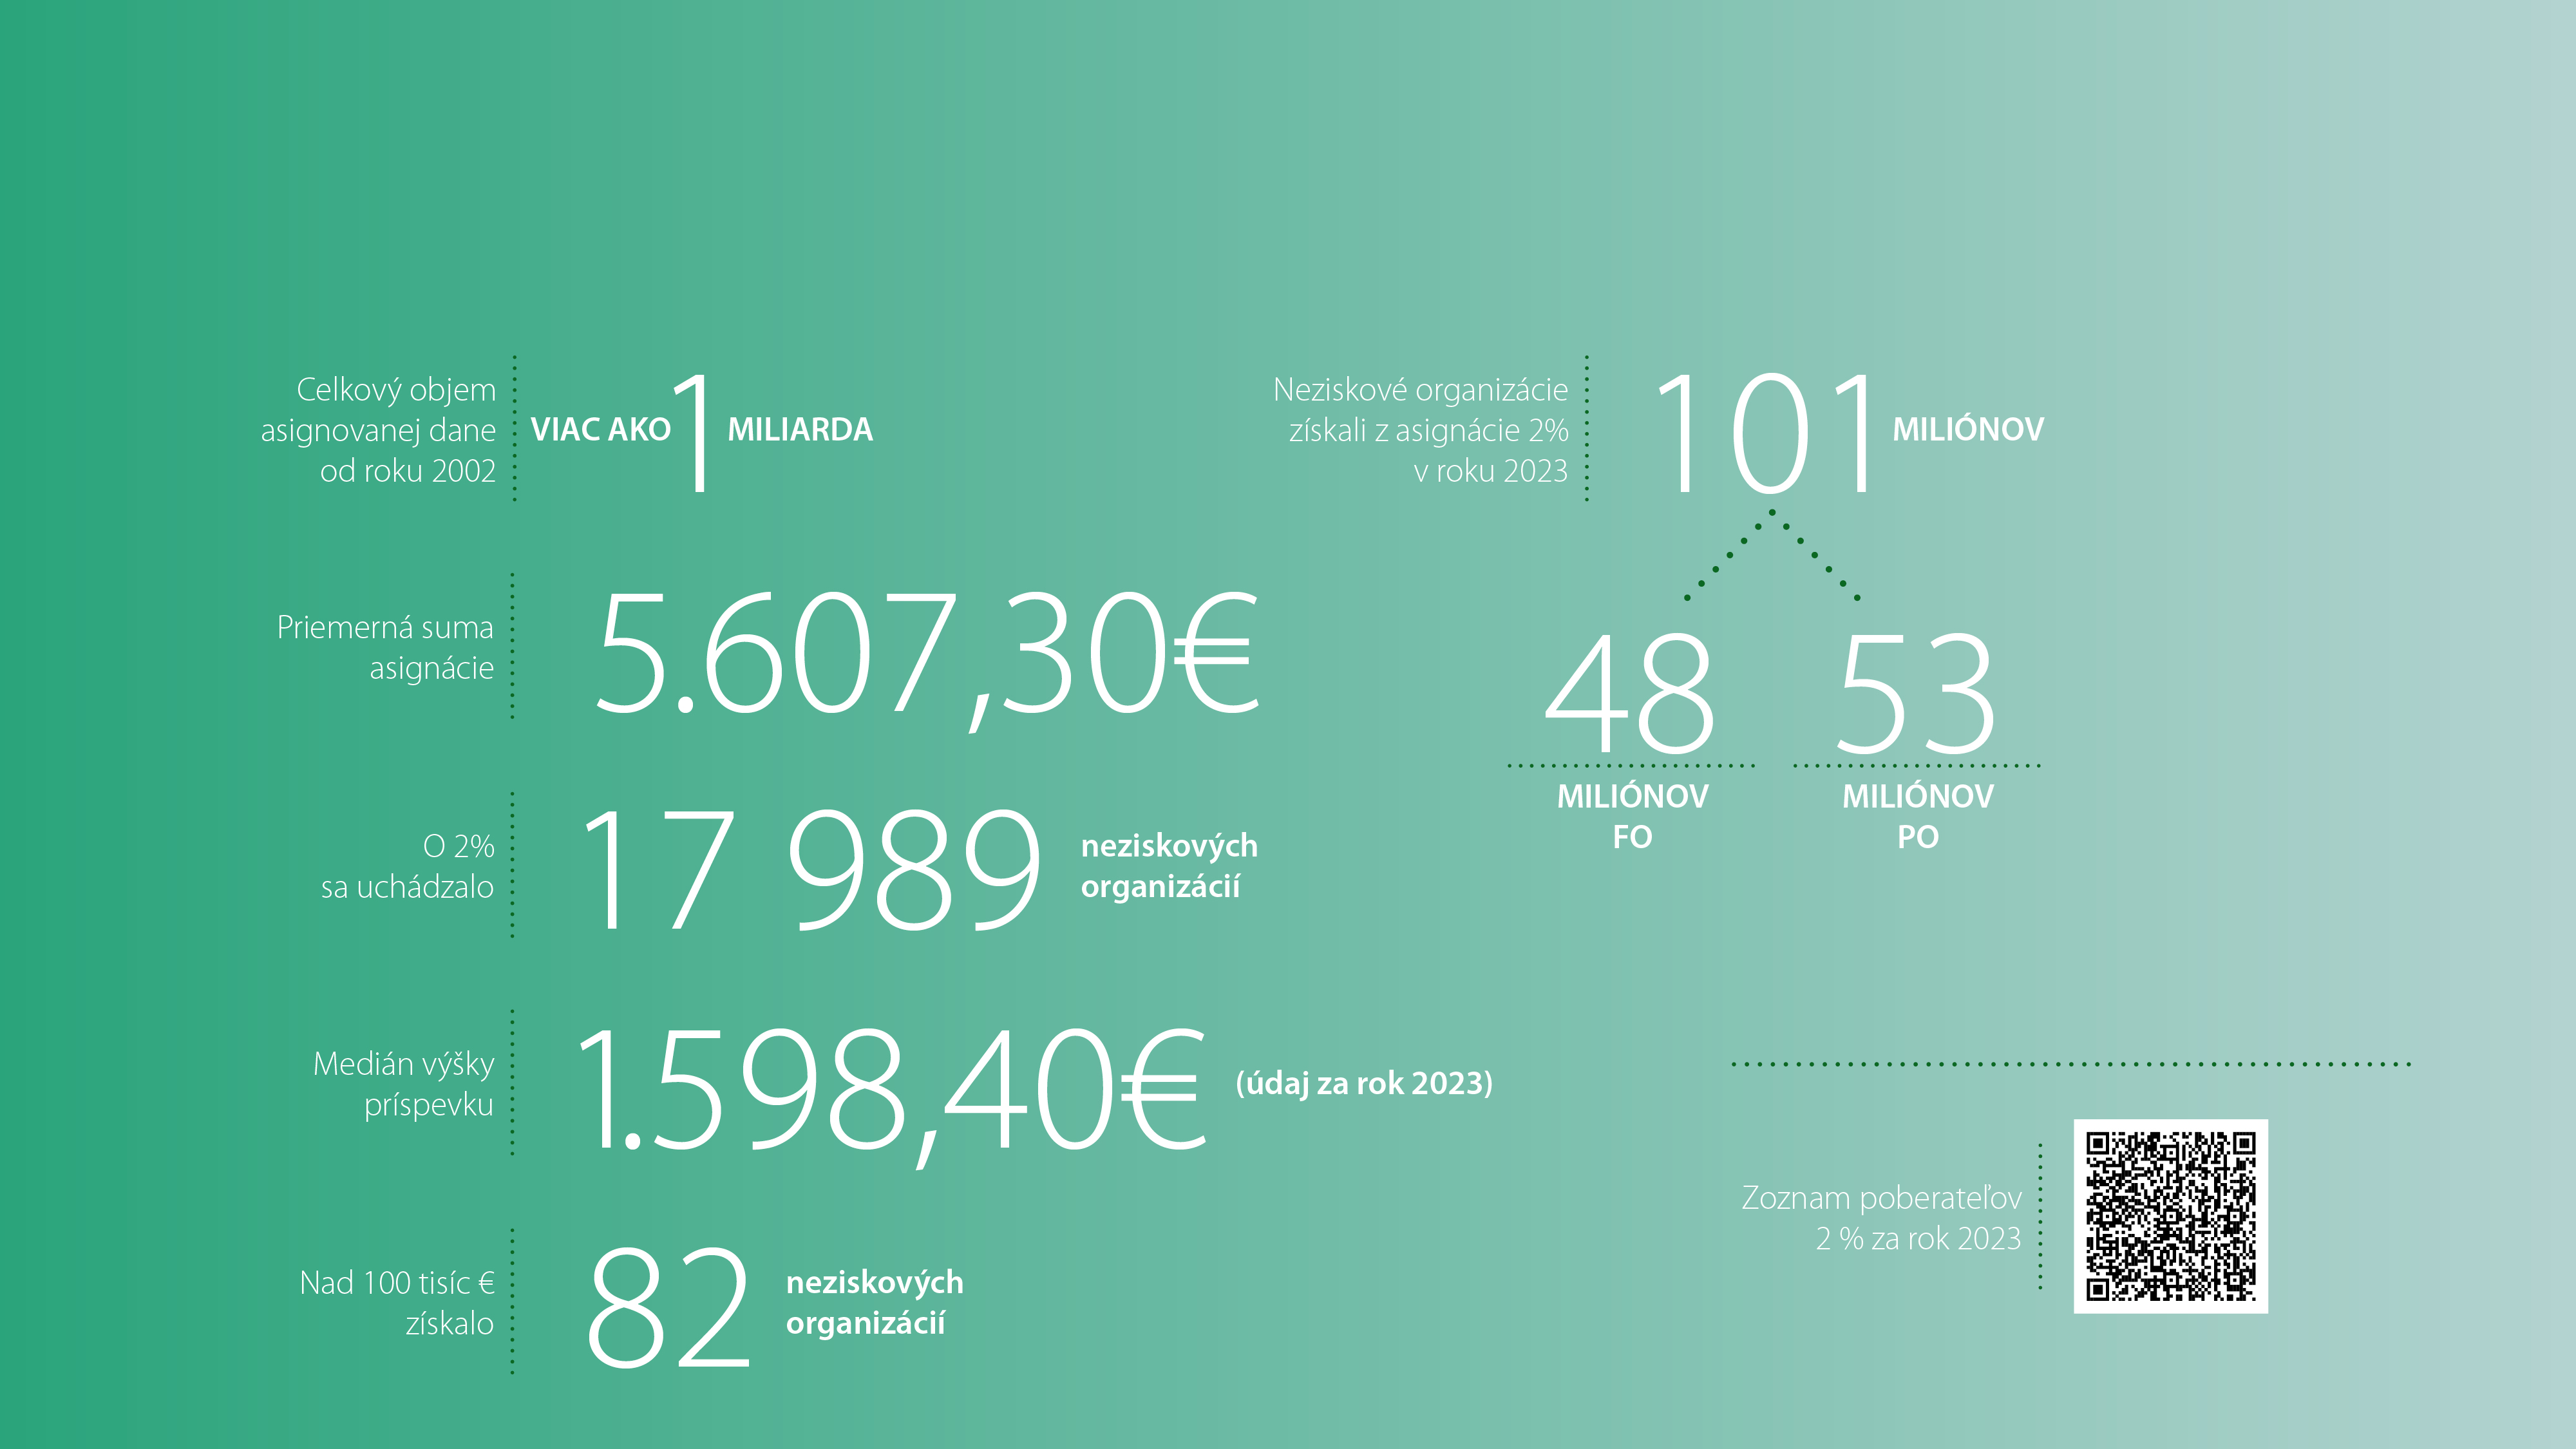 Celkový objem
asignovanej dane
od roku 2002
VIAC AKO 1 MILIARDA
Priemerná suma
asignácie
5.607,30€
O 2%
sa uchádzalo
17 989
neziskových
organizácií
Medián výšky
príspevku
1.598,40€
(údaj za rok 2023)
Nad 100 tisíc €
získalo
82
neziskových
organizácií
Neziskové organizácie
získali z asignácie 2%
v roku 2023
101 MILIÓNOV
48
MILIÓNOV
FO
53
MILIÓNOV
PO
Zoznam poberateľov
2 % za rok 2023